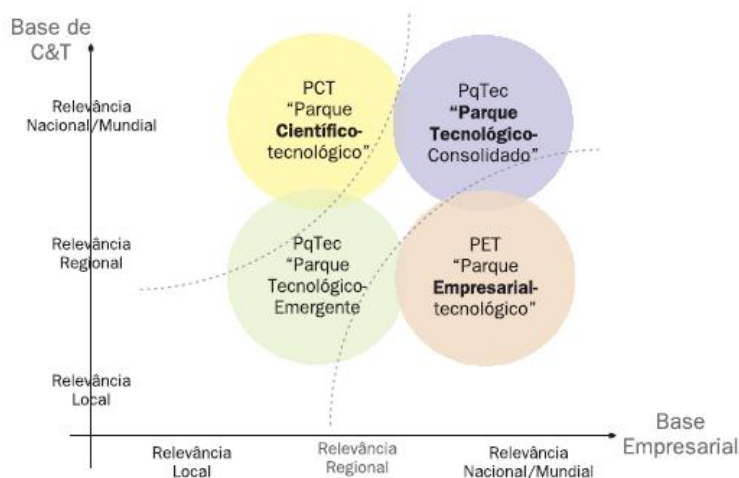 Base de
C&T
Relevância
Nacional/Mundial
Relevância
Regional
Relevância
Local
PCT
“Parque
Científico-
tecnológico”
PqTec
“Parque
Tecnológico-
Consolidado”
PqTec
“Parque
Tecnológico-
Emergente
PET
“Parque
Empresarial-
tecnológico”
Relevância
Local
Relevância
Regional
Relevância
Nacional/Mundial
Base
Empresarial